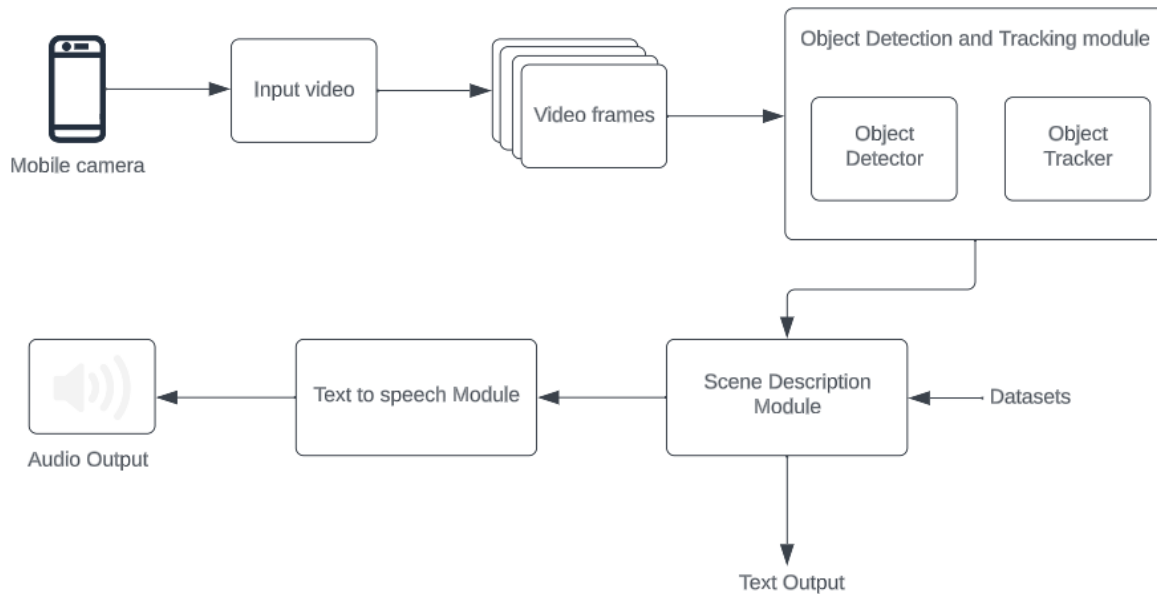 Mobile camera
Input video
Video frames
Object Detection and Tracking module
Object
Detector
Object
Tracker
Scene Description
Module
Datasets
Text to speech Module
Audio Output
Text Output